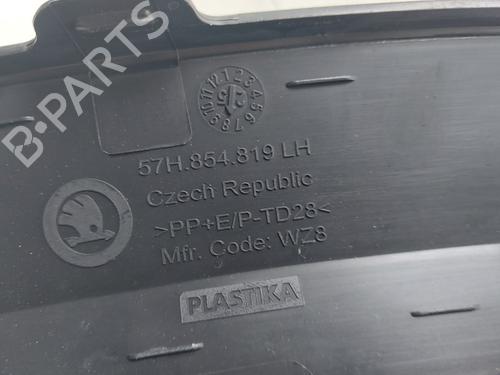 57H.854.819 LH
Czech Republic
>PP+E/P-TD28<
Mfr. Code: WZ8
PLASTIKA
B-PARTS